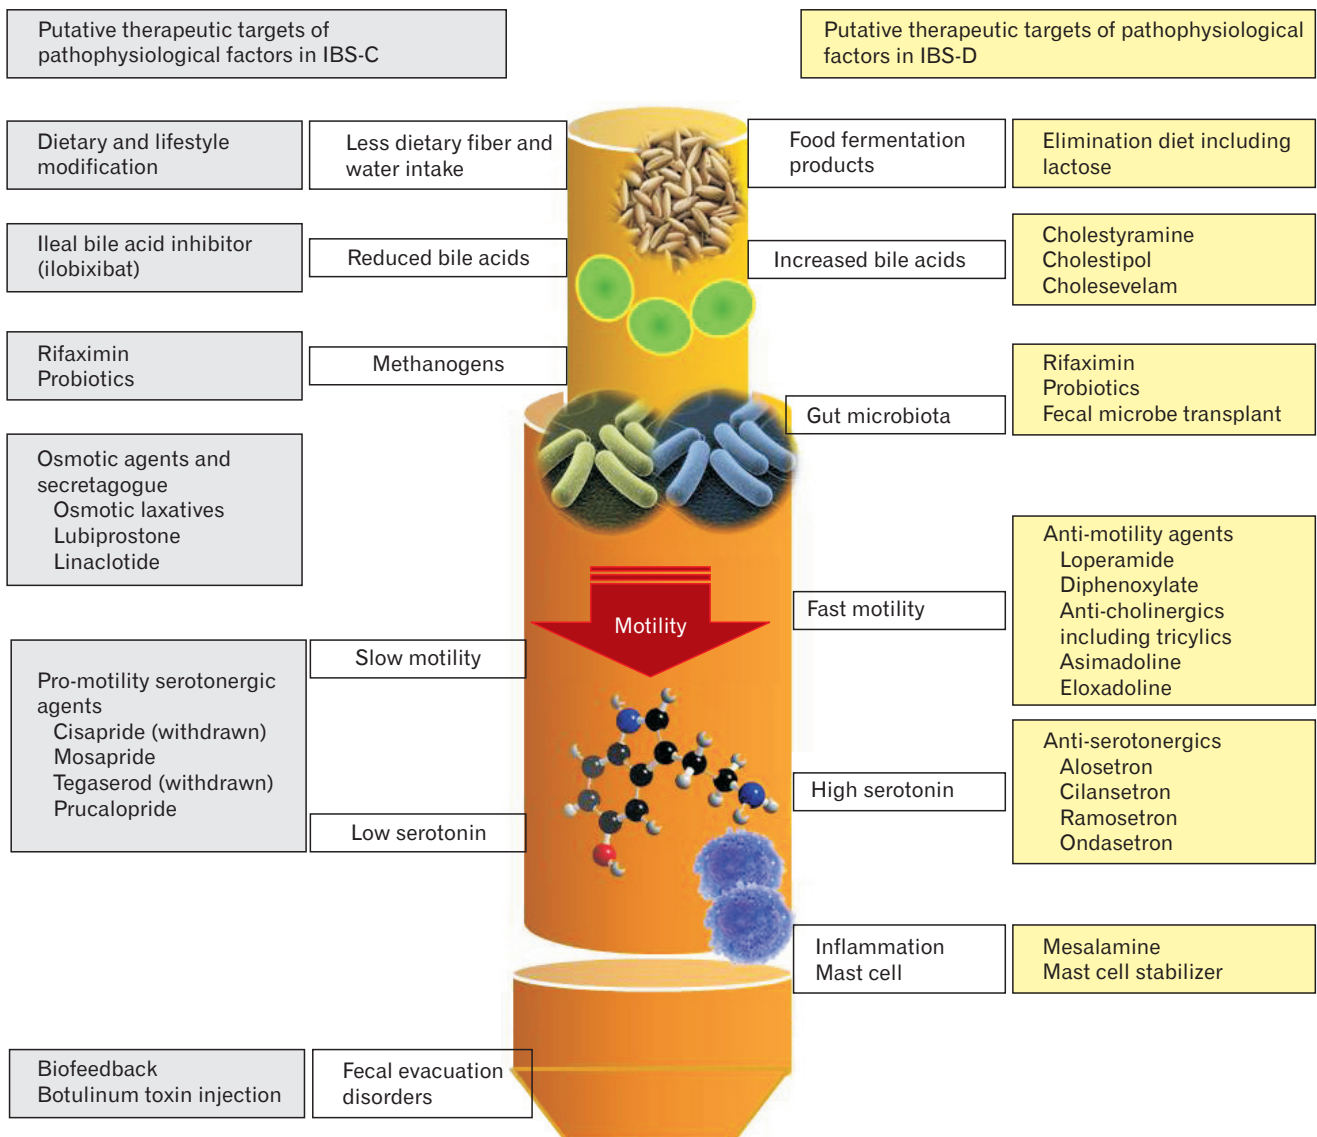 Putative therapeutic targets of
pathophysiological factors in IBS-C
Putative therapeutic targets of pathophysiological
factors in IBS-D
Dietary and lifestyle
modification
Less dietary fiber and
water intake
Food fermentation
products
Elimination diet including
lactose
Ileal bile acid inhibitor
(ilobixibat)
Reduced bile acids
Increased bile acids
Cholestyramine
Cholestipol
Cholesevelam
Rifaximin
Probiotics
Methanogens
Gut microbiota
Rifaximin
Probiotics
Fecal microbe transplant
Osmotic agents and
secretagogue
Osmotic laxatives
Lubiprostone
Linaclotide
Motility
Fast motility
Anti-motility agents
Loperamide
Diphenoxylate
Anti-cholinergics
including tricylics
Asimadoline
Eloxadoline
Pro-motility serotonergic
agents
Cisapride (withdrawn)
Mosapride
Tegaserod (withdrawn)
Prucalopride
Slow motility
Low serotonin
High serotonin
Anti-serotonergics
Alosetron
Cilansetron
Ramosetron
Ondasetron
Inflammation
Mast cell
Mesalamine
Mast cell stabilizer
Biofeedback
Botulinum toxin injection
Fecal evacuation
disorders